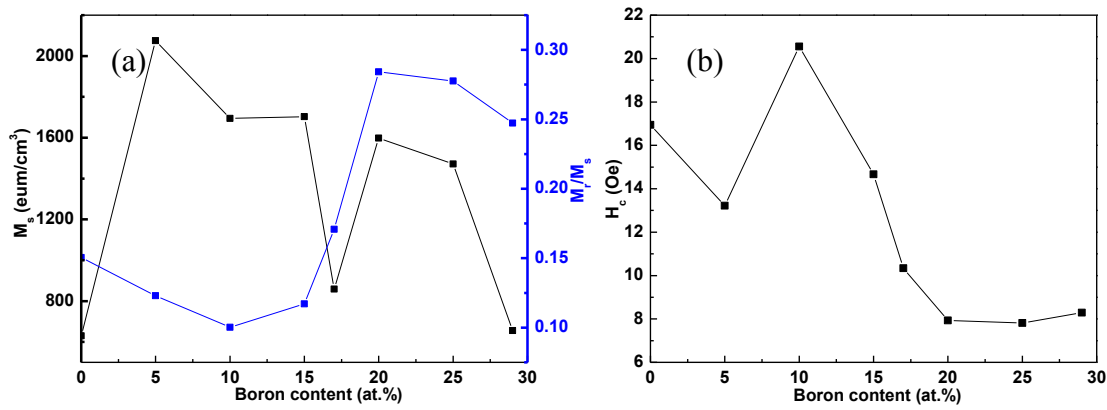 (a)
M_s (eum/cm³)
2000
1600
1200
800
0.30
0.25
0.20
0.15
0.10
M_r/M_s
0 5 10 15 20 25 30
Boron content (at.%)
(b)
H_c (Oe)
22
20
18
16
14
12
10
8
6
0 5 10 15 20 25 30
Boron content (at.%)